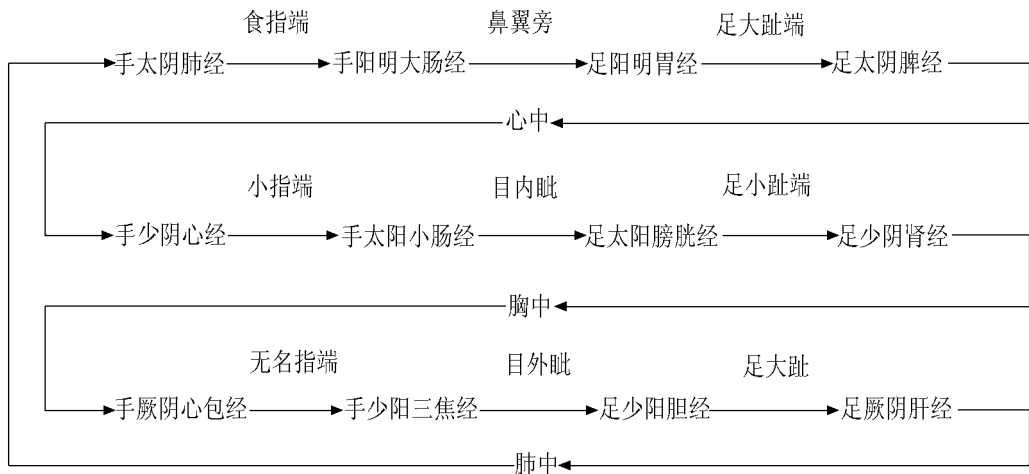 食指端 鼻翼旁 足大趾端
手太阴肺经 手阳明大肠经 足阳明胃经 足太阴脾经
心中
小指端 目内眦 足小趾端
手少阴心经 手太阳小肠经 足太阳膀胱经 足少阴肾经
胸中
无名指端 目外眦 足大趾
手厥阴心包经 手少阳三焦经 足少阳胆经 足厥阴肝经
肺中